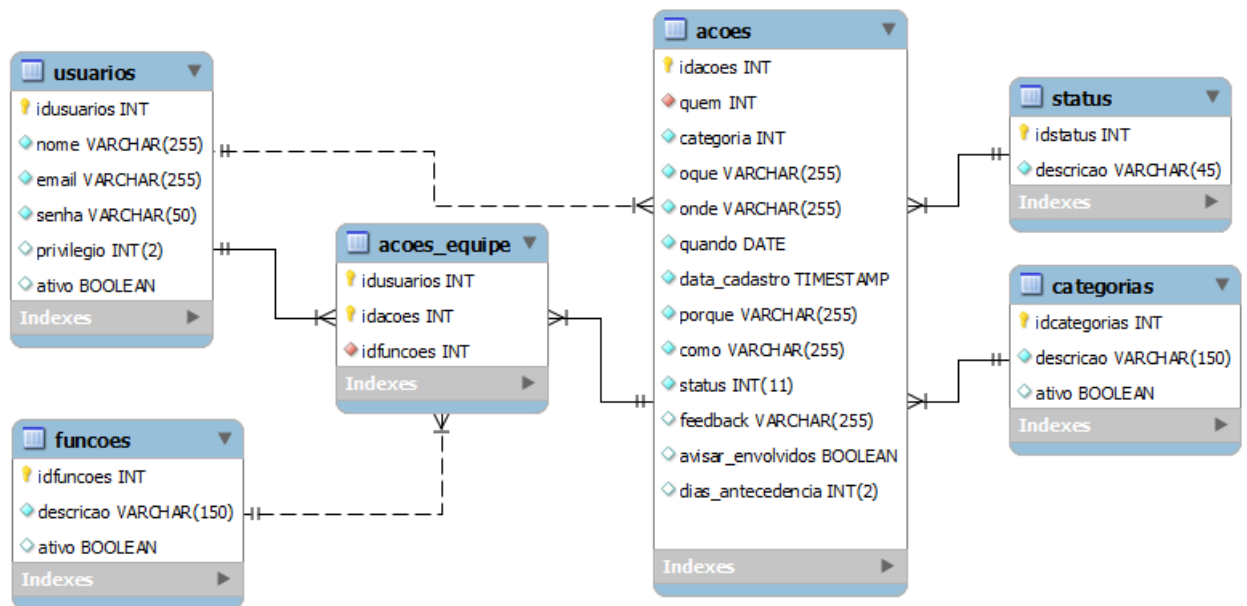 usuarios
idusuarios INT
nome VARCHAR(255)
email VARCHAR(255)
senha VARCHAR(50)
privilegio INT(2)
ativo BOOLEAN
Indexes
funcoes
idfuncoes INT
descricao VARCHAR(150)
ativo BOOLEAN
Indexes
acoes_equipe
idusuarios INT
idacoes INT
idfuncoes INT
Indexes
acoes
idacoes INT
quem INT
categoria INT
oque VARCHAR(255)
onde VARCHAR(255)
quando DATE
data_cadastro TIMESTAMP
porque VARCHAR(255)
como VARCHAR(255)
status INT(11)
feedback VARCHAR(255)
avisar_envolvidos BOOLEAN
dias_antecedencia INT(2)
Indexes
status
idstatus INT
descricao VARCHAR(45)
Indexes
categorias
idcategorias INT
descricao VARCHAR(150)
ativo BOOLEAN
Indexes